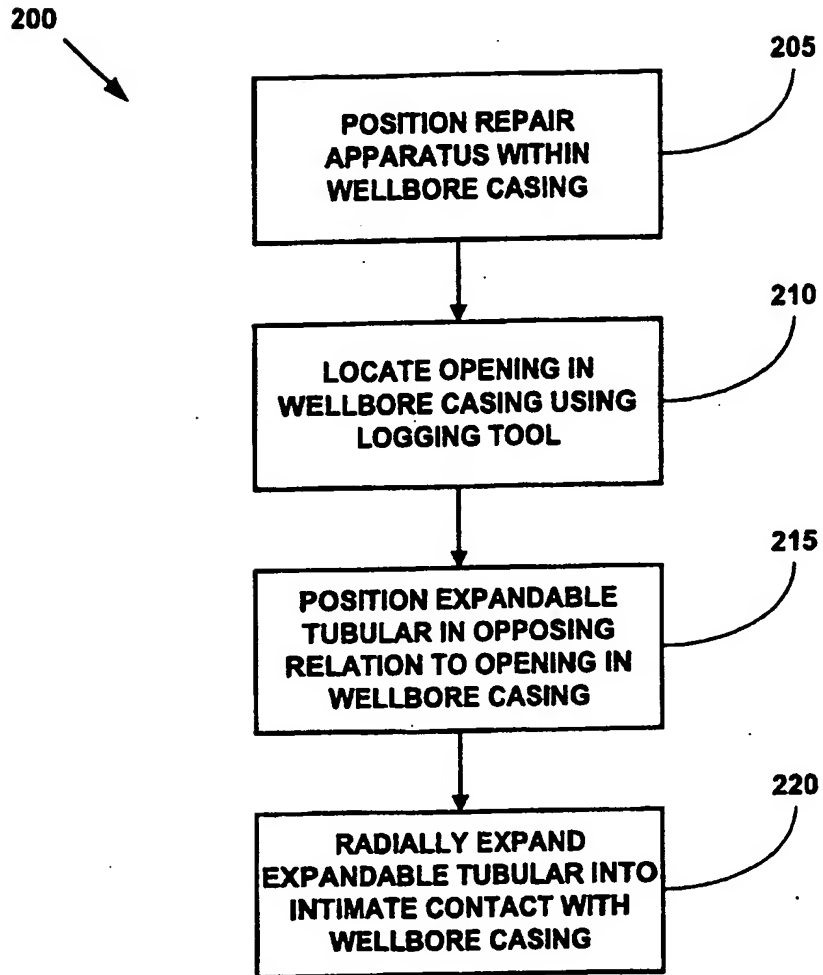 200
205
POSITION REPAIR
APPARATUS WITHIN
WELLBORE CASING
210
LOCATE OPENING IN
WELLBORE CASING USING
LOGGING TOOL
215
POSITION EXPANDABLE
TUBULAR IN OPPOSING
RELATION TO OPENING IN
WELLBORE CASING
220
RADIALLY EXPAND
EXPANDABLE TUBULAR INTO
INTIMATE CONTACT WITH
WELLBORE CASING